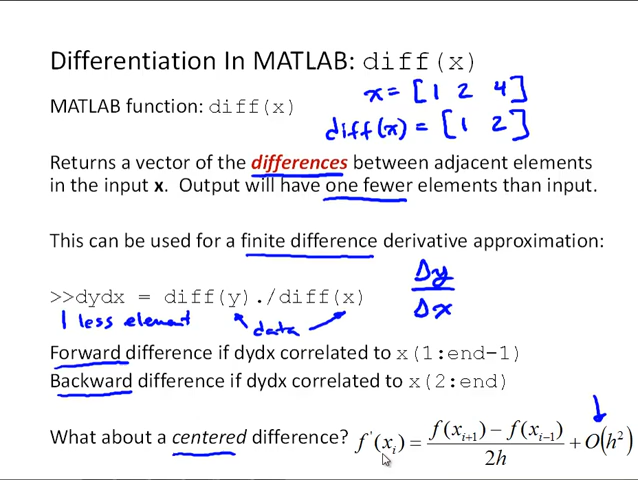 Differentiation In MATLAB: diff(x)
x = [1 2 4]
MATLAB function: diff(x)
diff(x) = [1 2]
Returns a vector of the differences between adjacent elements
in the input x. Output will have one fewer elements than input.
This can be used for a finite difference derivative approximation:
>>dydx = diff(y)./diff(x)
Δy
Δx
1 less element
data
Forward difference if dydx correlated to x(1:end-1)
Backward difference if dydx correlated to x(2:end)
What about a centered difference? f'(x_i) = (f(x_{i+1}) − f(x_{i−1})) / 2h + O(h²)